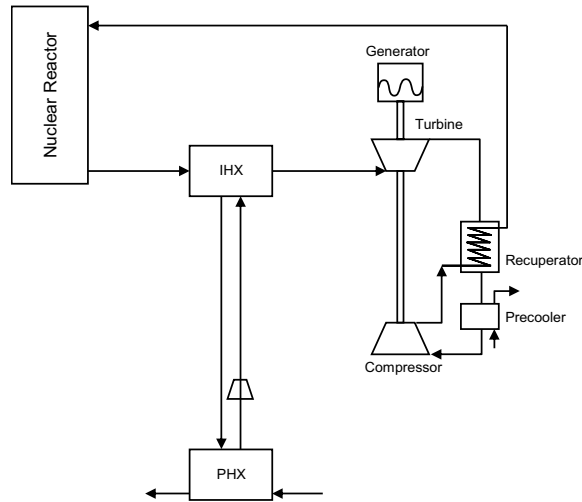 Nuclear Reactor
Generator
Turbine
IHX
Recuperator
Precooler
Compressor
PHX